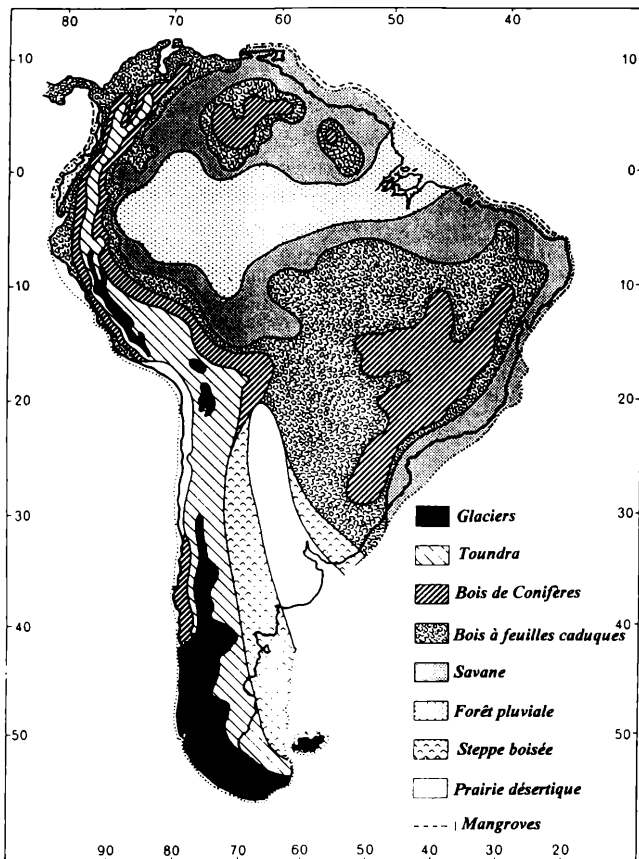 80 70 60 50 40
10 10
0 0
10 10
20 20
30 30
40 40
50 50
Glaciers
Toundra
Bois de Conifères
Bois à feuilles caduques
Savane
Forêt pluviale
Steppe boisée
Prairie désertique
Mangroves
90 80 70 60 50 40 30 20